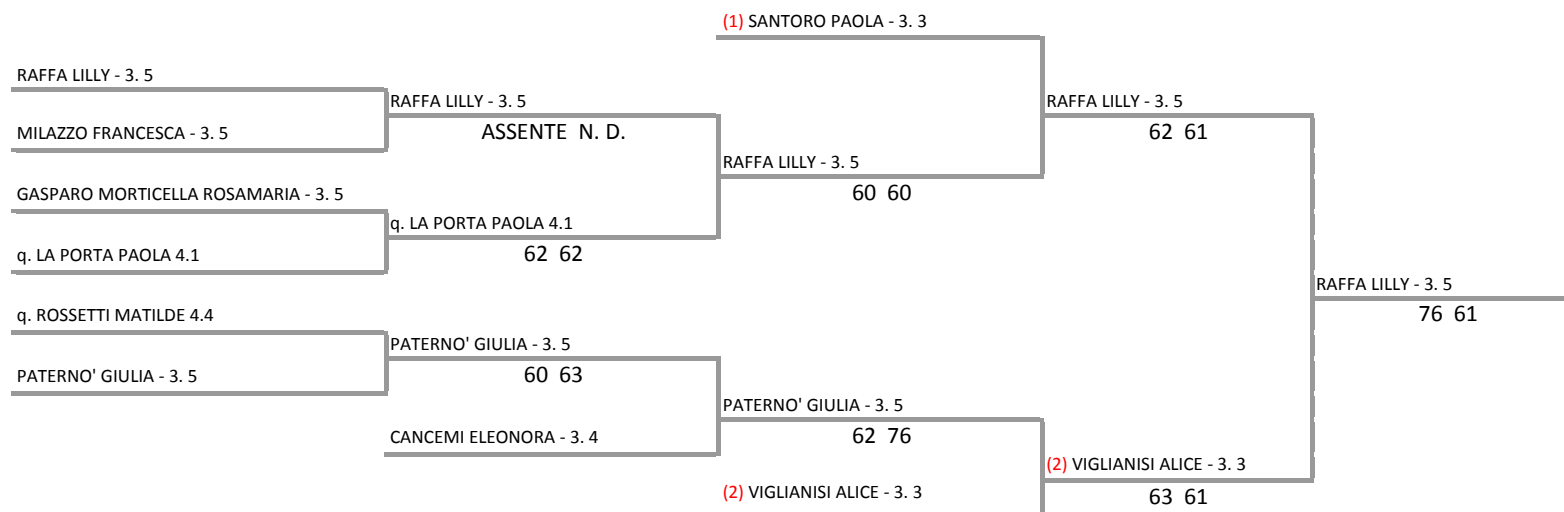 (1) SANTORO PAOLA - 3. 3
RAFFA LILLY - 3. 5
RAFFA LILLY - 3. 5
RAFFA LILLY - 3. 5
MILAZZO FRANCESCA - 3. 5
ASSENTE N. D.
62 61
RAFFA LILLY - 3. 5
GASPARO MORTICELLA ROSAMARIA - 3. 5
60 60
q. LA PORTA PAOLA 4.1
q. LA PORTA PAOLA 4.1
62 62
RAFFA LILLY - 3. 5
q. ROSSETTI MATILDE 4.4
76 61
PATERNO' GIULIA - 3. 5
PATERNO' GIULIA - 3. 5
60 63
PATERNO' GIULIA - 3. 5
CANCEMI ELEONORA - 3. 4
62 76
(2) VIGLIANISI ALICE - 3. 3
(2) VIGLIANISI ALICE - 3. 3
63 61